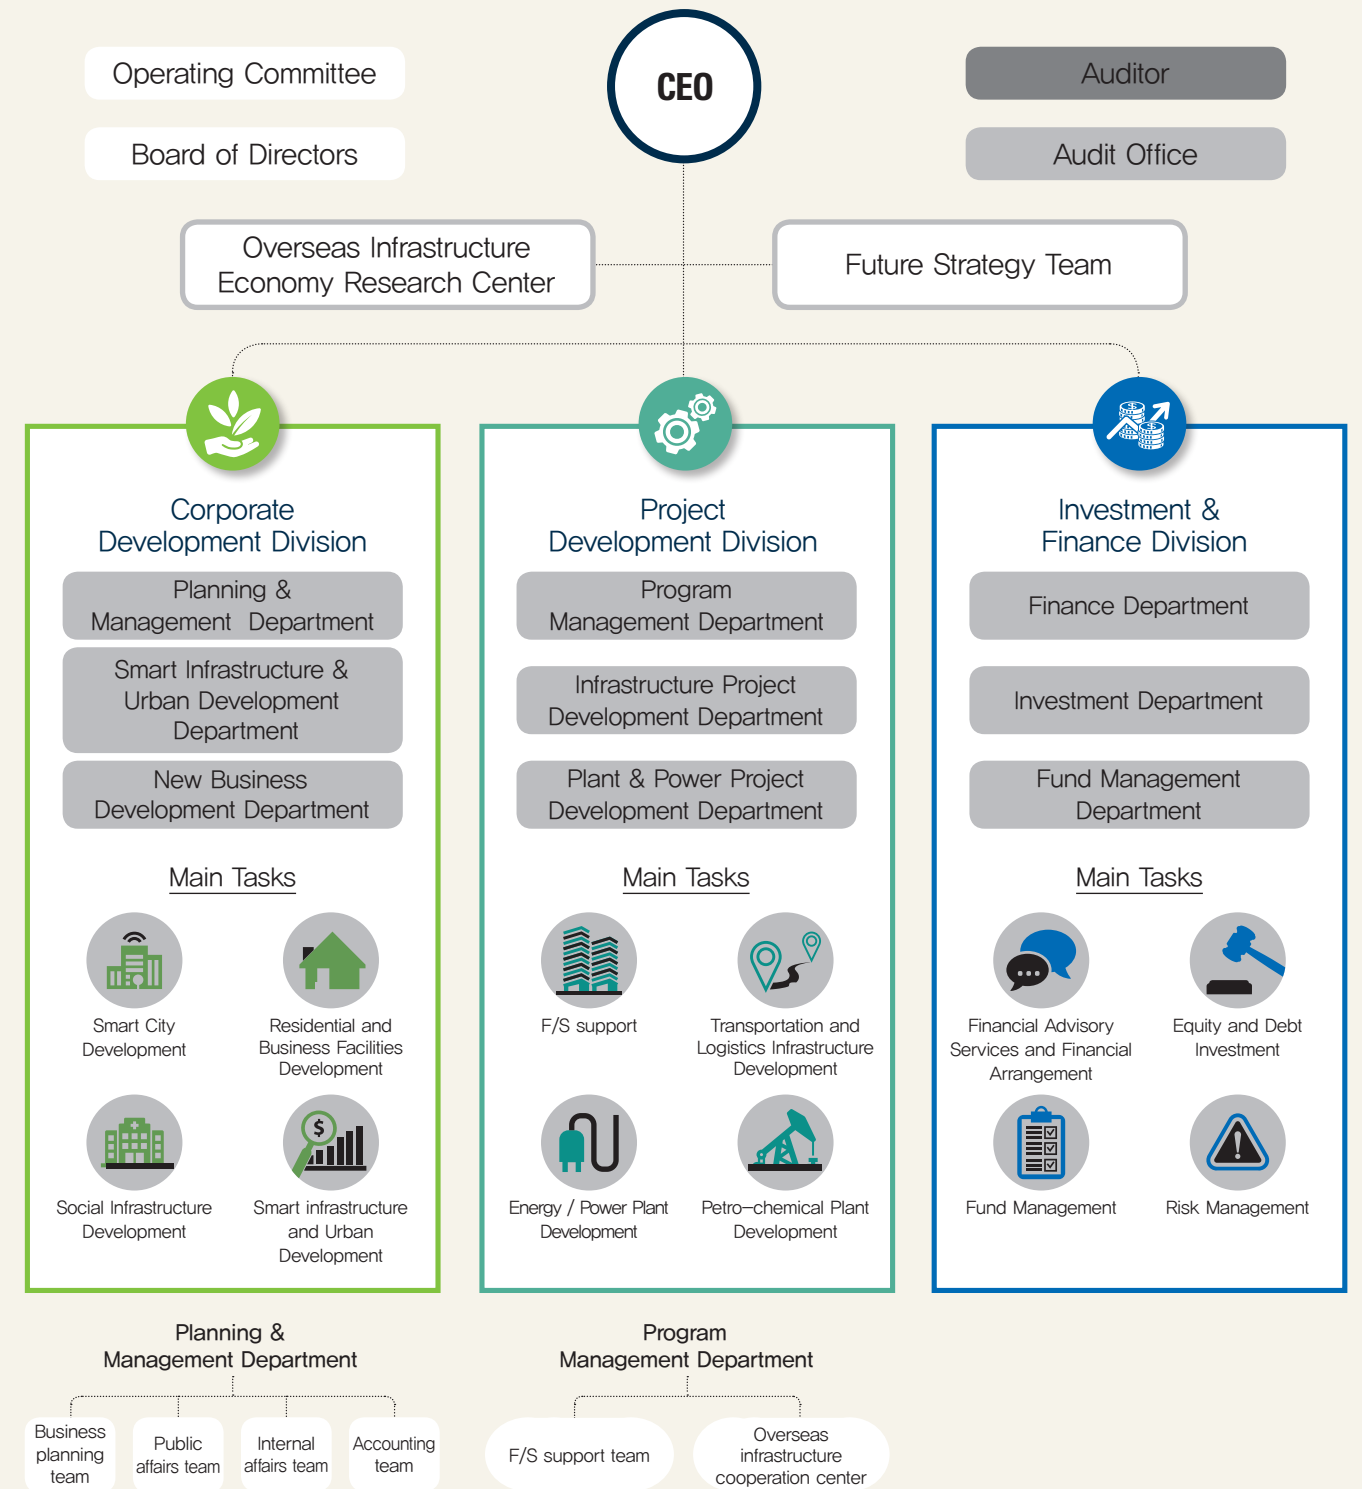 Operating Committee
CEO
Auditor
Board of Directors
Audit Office
Overseas Infrastructure
Economy Research Center
Future Strategy Team
Corporate
Development Division
Planning &
Management Department
Smart Infrastructure &
Urban Development
Department
New Business
Development Department
Main Tasks
Smart City
Development
Residential and
Business Facilities
Development
Social Infrastructure
Development
Smart infrastructure
and Urban
Development
Project
Development Division
Program
Management Department
Infrastructure Project
Development Department
Plant & Power Project
Development Department
Main Tasks
F/S support
Transportation and
Logistics Infrastructure
Development
Energy / Power Plant
Development
Petro-chemical Plant
Development
Investment &
Finance Division
Finance Department
Investment Department
Fund Management
Department
Main Tasks
Financial Advisory
Services and Financial
Arrangement
Equity and Debt
Investment
Fund Management
Risk Management
Planning &
Management Department
Business
planning
team
Public
affairs team
Internal
affairs team
Accounting
team
Program
Management Department
F/S support team
Overseas
infrastructure
cooperation center